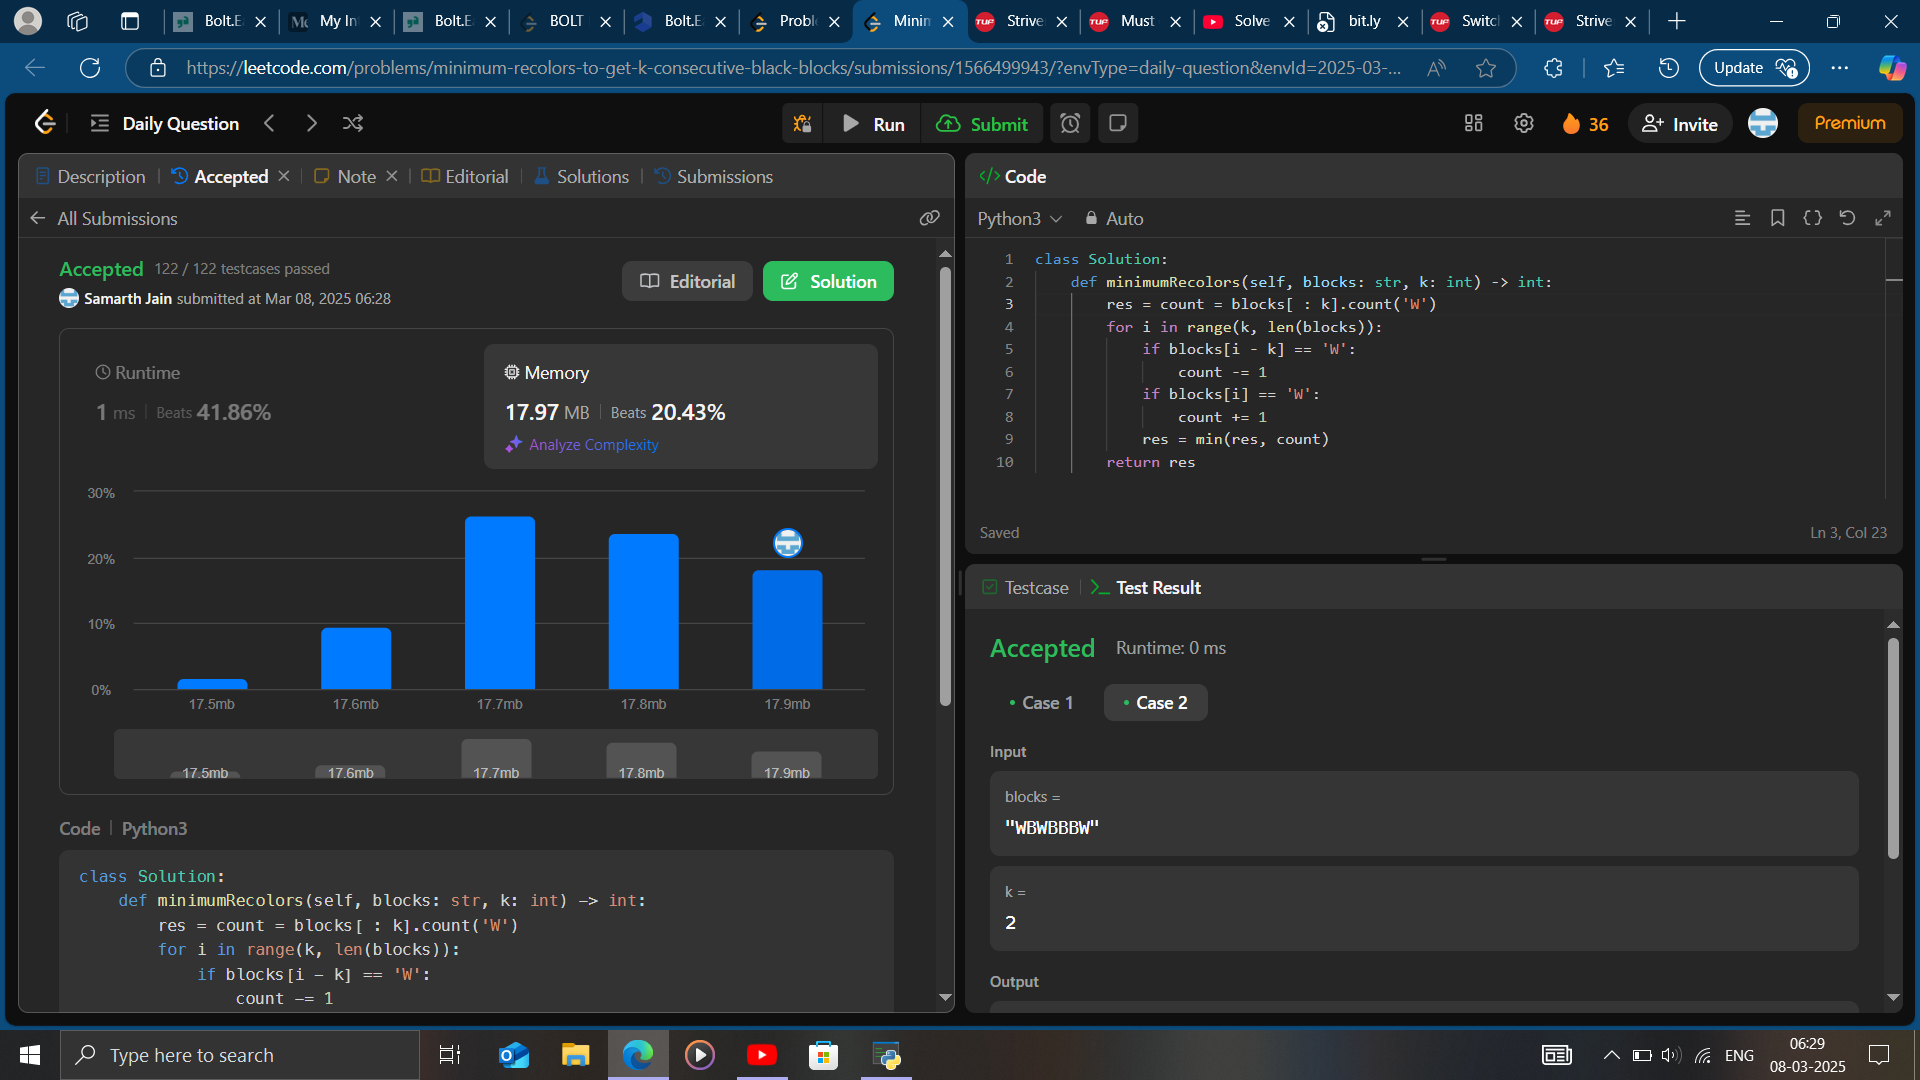 Bolt.E
My In
Bolt.E
BOLT
Bolt.E
Probl
Minin
Strive
Must
Solve
bit.ly
Switc
Strive
https://leetcode.com/problems/minimum-recolors-to-get-k-consecutive-black-blocks/submissions/1566499943/?envType=daily-question&envId=2025-03-...
Update
Daily Question
Run
Submit
36
Invite
Premium
Description
Accepted
Note
Editorial
Solutions
Submissions
All Submissions
Accepted 122 / 122 testcases passed
Samarth Jain submitted at Mar 08, 2025 06:28
Editorial
Solution
Runtime
1 ms | Beats 41.86%
Memory
17.97 MB | Beats 20.43%
Analyze Complexity
30%
20%
10%
0%
17.5mb 17.6mb 17.7mb 17.8mb 17.9mb
17.5mb 17.6mb 17.7mb 17.8mb 17.9mb
Code | Python3
class Solution:
    def minimumRecolors(self, blocks: str, k: int) -> int:
        res = count = blocks[ : k].count('W')
        for i in range(k, len(blocks)):
            if blocks[i - k] == 'W':
                count -= 1
Code
Python3
Auto
1 class Solution:
2     def minimumRecolors(self, blocks: str, k: int) -> int:
3         res = count = blocks[ : k].count('W')
4         for i in range(k, len(blocks)):
5             if blocks[i - k] == 'W':
6                 count -= 1
7             if blocks[i] == 'W':
8                 count += 1
9             res = min(res, count)
10         return res
Saved
Ln 3, Col 23
Testcase
Test Result
Accepted Runtime: 0 ms
Case 1
Case 2
Input
blocks =
"WBWBBBW"
k =
2
Output
Type here to search
ENG
06:29
08-03-2025